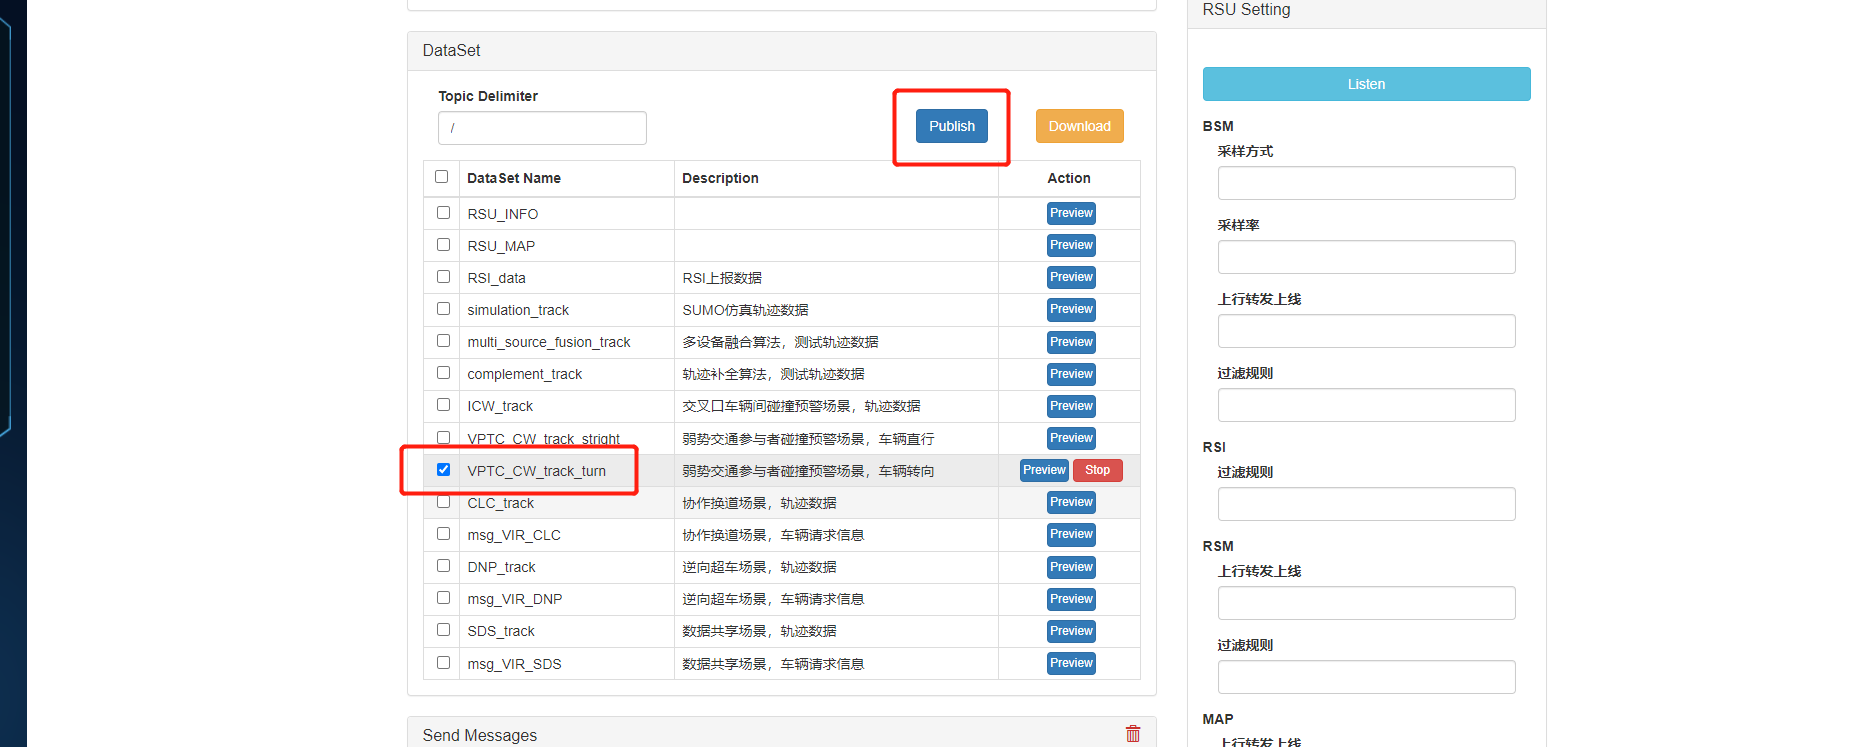 DataSet
Topic Delimiter
/
Publish
Download
DataSet Name Description Action
RSU_INFO Preview
RSU_MAP Preview
RSI_data RSI上报数据 Preview
simulation_track SUMO仿真轨迹数据 Preview
multi_source_fusion_track 多设备融合算法，测试轨迹数据 Preview
complement_track 轨迹补全算法，测试轨迹数据 Preview
ICW_track 交叉口车辆间碰撞预警场景，轨迹数据 Preview
VPTC_CW_track_stright 弱势交通参与者碰撞预警场景，车辆直行 Preview
VPTC_CW_track_turn 弱势交通参与者碰撞预警场景，车辆转向 Preview Stop
CLC_track 协作换道场景，轨迹数据 Preview
msg_VIR_CLC 协作换道场景，车辆请求信息 Preview
DNP_track 逆向超车场景，轨迹数据 Preview
msg_VIR_DNP 逆向超车场景，车辆请求信息 Preview
SDS_track 数据共享场景，轨迹数据 Preview
msg_VIR_SDS 数据共享场景，车辆请求信息 Preview
Send Messages
RSU Setting
Listen
BSM
采样方式
采样率
上行转发上线
过滤规则
RSI
过滤规则
RSM
上行转发上线
过滤规则
MAP
上行转发上线